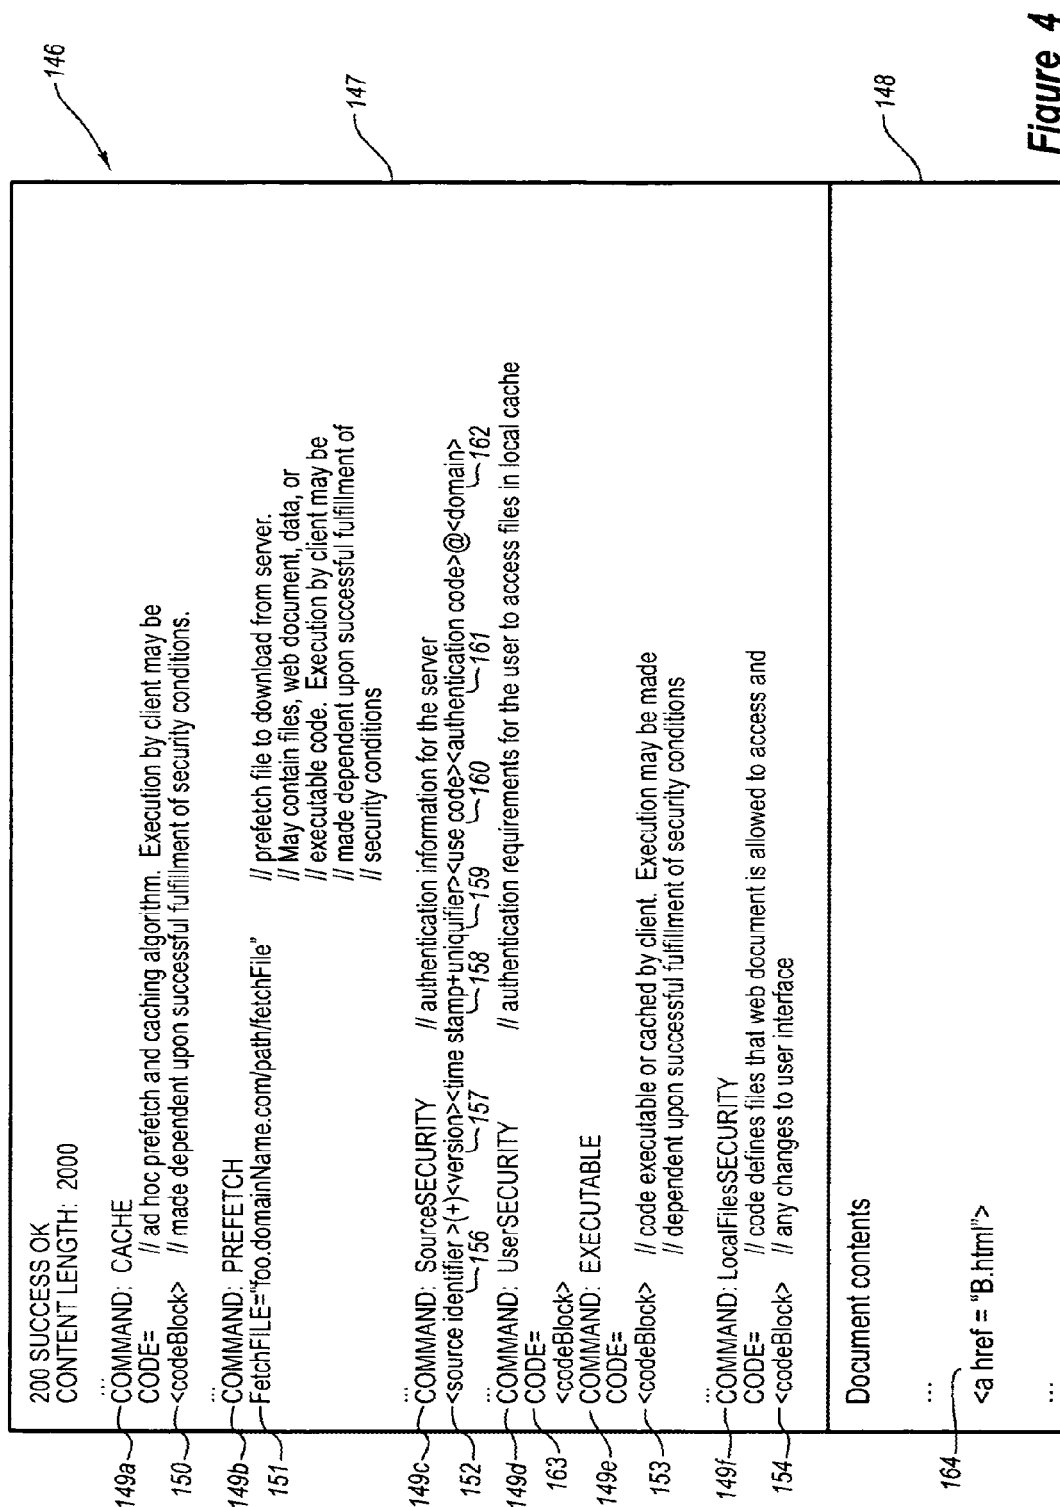 146
147
200 SUCCESS OK
CONTENT LENGTH: 2000
...
149a COMMAND: CACHE
CODE= // ad hoc prefetch and caching algorithm. Execution by client may be
150 <codeBlock> // made dependent upon successful fulfillment of security conditions.
...
149b COMMAND: PREFETCH
151 FetchFILE="foo.domainName.com/path/fetchFile" // prefetch file to download from server.
// May contain files, web document, data, or
// executable code. Execution by client may be
// made dependent upon successful fulfillment of
// security conditions
...
149c COMMAND: SourceSECURITY // authentication information for the server
152 <source identifier >(+)<version><time stamp+uniquifier><use code><authentication code>@<domain>
156 157 158 159 160 161 162
...
149d COMMAND: UserSECURITY // authentication requirements for the user to access files in local cache
CODE=
163 <codeBlock>
149e COMMAND: EXECUTABLE
CODE=
153 <codeBlock> // code executable or cached by client. Execution may be made
// dependent upon successful fulfillment of security conditions
...
149f COMMAND: LocalFilesSECURITY
CODE= // code defines files that web document is allowed to access and
154 <codeBlock> // any changes to user interface
148
Document contents
...
164 <a href = "B.html">
...
Figure 4